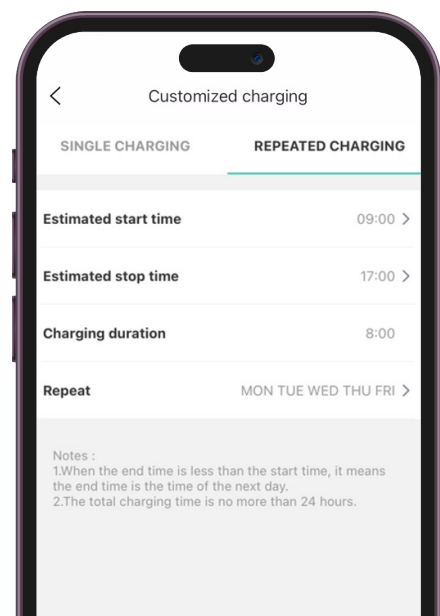 Customized charging
SINGLE CHARGING
REPEATED CHARGING
Estimated start time
09:00
Estimated stop time
17:00
Charging duration
8:00
Repeat
MON TUE WED THU FRI
Notes :
1.When the end time is less than the start time, it means
the end time is the time of the next day.
2.The total charging time is no more than 24 hours.